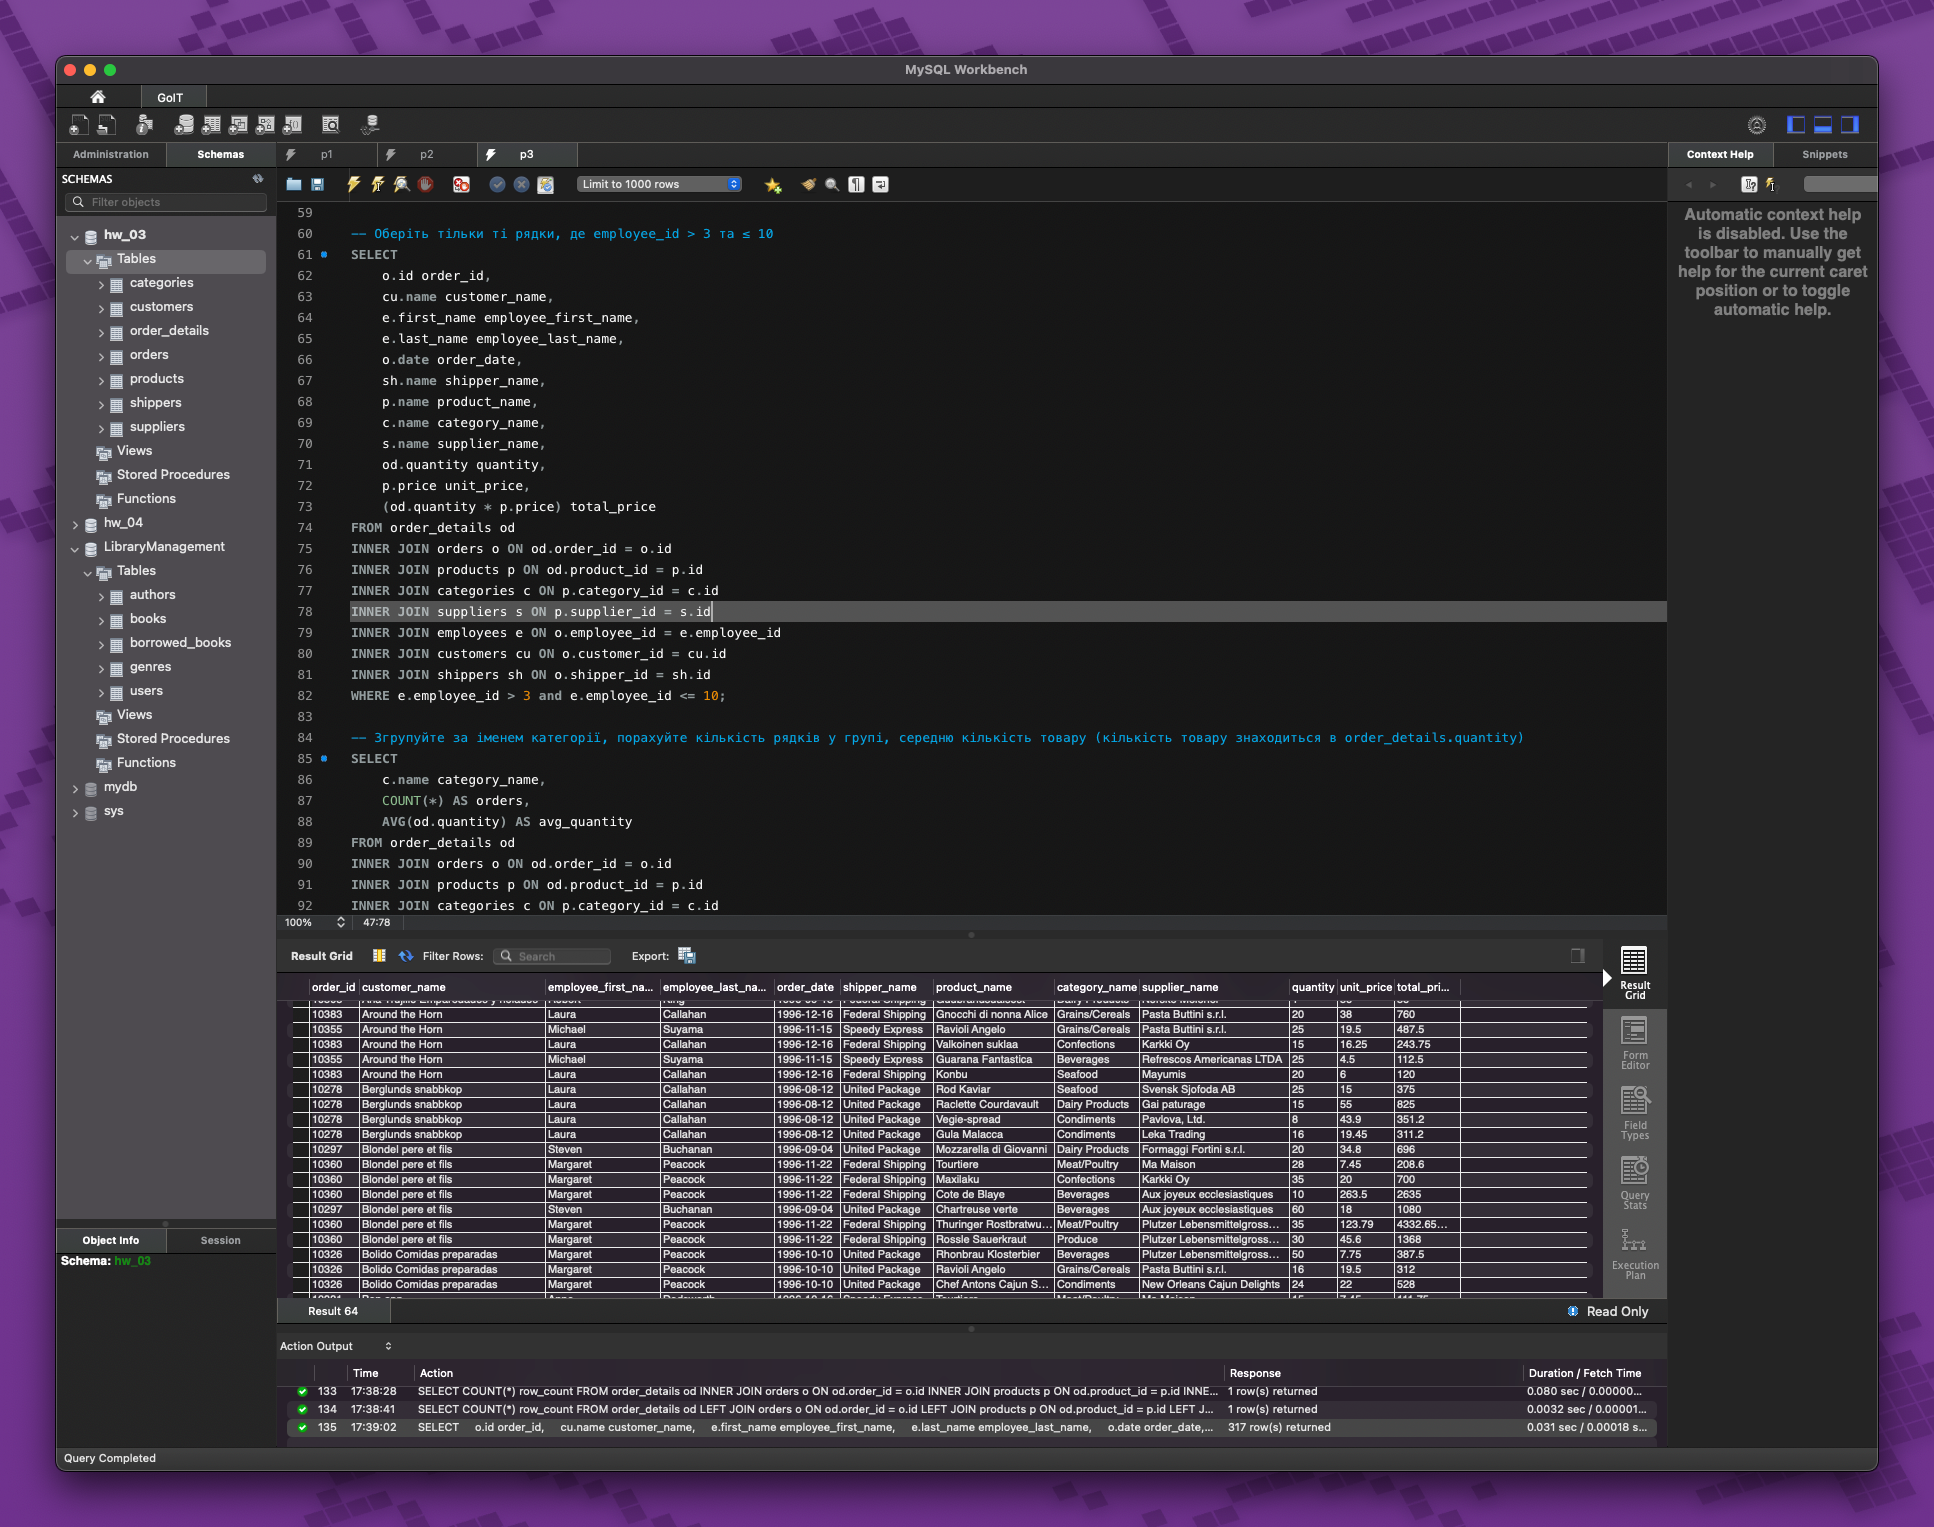 MySQL Workbench
GoIT
Administration
Schemas
p1
p2
p3
Context Help
Snippets
SCHEMAS
Filter objects
Limit to 1000 rows
Automatic context help
is disabled. Use the
toolbar to manually get
help for the current caret
position or to toggle
automatic help.
hw_03
Tables
categories
customers
order_details
orders
products
shippers
suppliers
Views
Stored Procedures
Functions
hw_04
LibraryManagement
Tables
authors
books
borrowed_books
genres
users
Views
Stored Procedures
Functions
mydb
sys
Object Info
Session
Schema: hw_03
59
60 -- Оберіть тільки ті рядки, де employee_id > 3 та ≤ 10
61 SELECT
62 o.id order_id,
63 cu.name customer_name,
64 e.first_name employee_first_name,
65 e.last_name employee_last_name,
66 o.date order_date,
67 sh.name shipper_name,
68 p.name product_name,
69 c.name category_name,
70 s.name supplier_name,
71 od.quantity quantity,
72 p.price unit_price,
73 (od.quantity * p.price) total_price
74 FROM order_details od
75 INNER JOIN orders o ON od.order_id = o.id
76 INNER JOIN products p ON od.product_id = p.id
77 INNER JOIN categories c ON p.category_id = c.id
78 INNER JOIN suppliers s ON p.supplier_id = s.id
79 INNER JOIN employees e ON o.employee_id = e.employee_id
80 INNER JOIN customers cu ON o.customer_id = cu.id
81 INNER JOIN shippers sh ON o.shipper_id = sh.id
82 WHERE e.employee_id > 3 and e.employee_id <= 10;
83
84 -- Згрупуйте за іменем категорії, порахуйте кількість рядків у групі, середню кількість товару (кількість товару знаходиться в order_details.quantity)
85 SELECT
86 c.name category_name,
87 COUNT(*) AS orders,
88 AVG(od.quantity) AS avg_quantity
89 FROM order_details od
90 INNER JOIN orders o ON od.order_id = o.id
91 INNER JOIN products p ON od.product_id = p.id
92 INNER JOIN categories c ON p.category_id = c.id
100% 47:78
Result Grid Filter Rows: Search Export:
order_id customer_name employee_first_na... employee_last_na... order_date shipper_name product_name category_name supplier_name quantity unit_price total_pri...
10383 Around the Horn Laura Callahan 1996-12-16 Federal Shipping Gnocchi di nonna Alice Grains/Cereals Pasta Buttini s.r.l. 20 38 760
10355 Around the Horn Michael Suyama 1996-11-15 Speedy Express Ravioli Angelo Grains/Cereals Pasta Buttini s.r.l. 25 19.5 487.5
10383 Around the Horn Laura Callahan 1996-12-16 Federal Shipping Valkoinen suklaa Confections Karkki Oy 15 16.25 243.75
10355 Around the Horn Michael Suyama 1996-11-15 Speedy Express Guarana Fantastica Beverages Refrescos Americanas LTDA 25 4.5 112.5
10383 Around the Horn Laura Callahan 1996-12-16 Federal Shipping Konbu Seafood Mayumis 20 6 120
10278 Berglunds snabbkop Laura Callahan 1996-08-12 United Package Rod Kaviar Seafood Svensk Sjofoda AB 25 15 375
10278 Berglunds snabbkop Laura Callahan 1996-08-12 United Package Raclette Courdavault Dairy Products Gai paturage 15 55 825
10278 Berglunds snabbkop Laura Callahan 1996-08-12 United Package Vegie-spread Condiments Pavlova, Ltd. 8 43.9 351.2
10278 Berglunds snabbkop Laura Callahan 1996-08-12 United Package Gula Malacca Condiments Leka Trading 16 19.45 311.2
10297 Blondel pere et fils Steven Buchanan 1996-09-04 United Package Mozzarella di Giovanni Dairy Products Formaggi Fortini s.r.l. 20 34.8 696
10360 Blondel pere et fils Margaret Peacock 1996-11-22 Federal Shipping Tourtiere Meat/Poultry Ma Maison 28 7.45 208.6
10360 Blondel pere et fils Margaret Peacock 1996-11-22 Federal Shipping Maxilaku Confections Karkki Oy 35 20 700
10360 Blondel pere et fils Margaret Peacock 1996-11-22 Federal Shipping Cote de Blaye Beverages Aux joyeux ecclesiastiques 10 263.5 2635
10297 Blondel pere et fils Steven Buchanan 1996-09-04 United Package Chartreuse verte Beverages Aux joyeux ecclesiastiques 60 18 1080
10360 Blondel pere et fils Margaret Peacock 1996-11-22 Federal Shipping Thuringer Rostbratwu... Meat/Poultry Plutzer Lebensmittelgross... 35 123.79 4332.65...
10360 Blondel pere et fils Margaret Peacock 1996-11-22 Federal Shipping Rossle Sauerkraut Produce Plutzer Lebensmittelgross... 30 45.6 1368
10326 Bolido Comidas preparadas Margaret Peacock 1996-10-10 United Package Rhonbrau Klosterbier Beverages Plutzer Lebensmittelgross... 50 7.75 387.5
10326 Bolido Comidas preparadas Margaret Peacock 1996-10-10 United Package Ravioli Angelo Grains/Cereals Pasta Buttini s.r.l. 16 19.5 312
10326 Bolido Comidas preparadas Margaret Peacock 1996-10-10 United Package Chef Antons Cajun S... Condiments New Orleans Cajun Delights 24 22 528
Result
Grid
Form
Editor
Field
Types
Query
Stats
Execution
Plan
Result 64
Read Only
Action Output
Time Action Response Duration / Fetch Time
133 17:38:28 SELECT COUNT(*) row_count FROM order_details od INNER JOIN orders o ON od.order_id = o.id INNER JOIN products p ON od.product_id = p.id INNE... 1 row(s) returned 0.080 sec / 0.00000...
134 17:38:41 SELECT COUNT(*) row_count FROM order_details od LEFT JOIN orders o ON od.order_id = o.id LEFT JOIN products p ON od.product_id = p.id LEFT J... 1 row(s) returned 0.0032 sec / 0.00001...
135 17:39:02 SELECT o.id order_id, cu.name customer_name, e.first_name employee_first_name, e.last_name employee_last_name, o.date order_date,... 317 row(s) returned 0.031 sec / 0.00018 s...
Query Completed